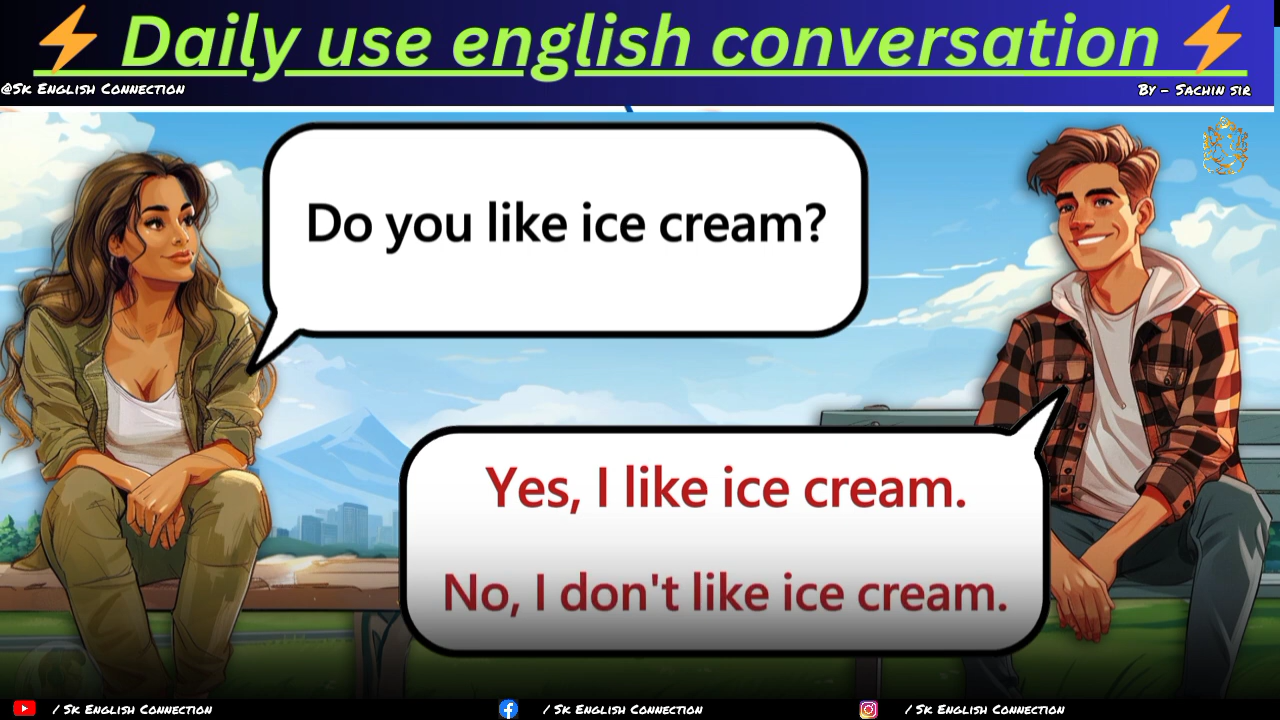 ⚡ Daily use english conversation ⚡
@Sk English Connection
By - Sachin sir
Do you like ice cream?
Yes, I like ice cream.
No, I don't like ice cream.
/ Sk English Connection
/ Sk English Connection
/ Sk English Connection